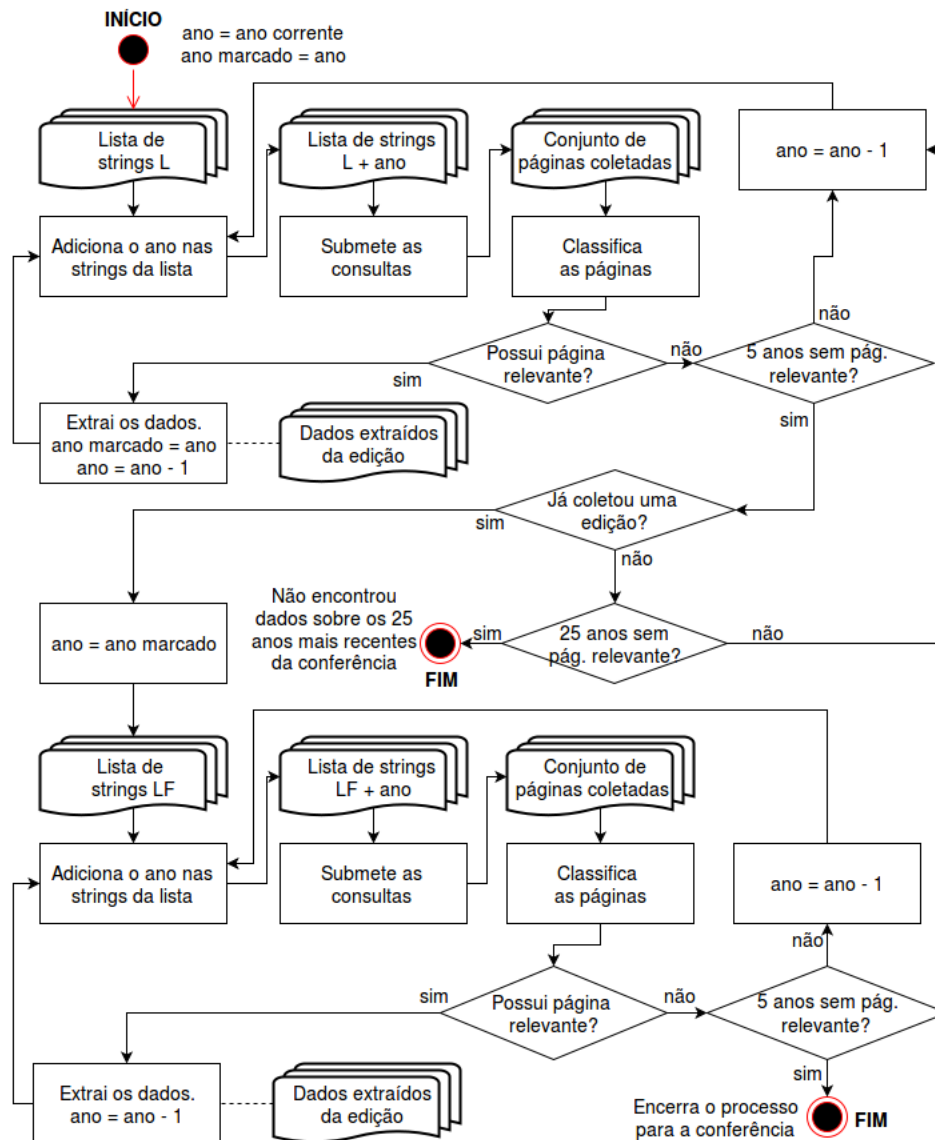 INÍCIO
ano = ano corrente
ano marcado = ano
Lista de
strings L
Lista de strings
L + ano
Conjunto de
páginas coletadas
ano = ano - 1
Adiciona o ano nas
strings da lista
Submete as
consultas
Classifica
as páginas
não
Possui página
relevante?
não
5 anos sem pág.
relevante?
sim
sim
Extrai os dados.
ano marcado = ano
ano = ano - 1
Dados extraídos
da edição
Já coletou uma
edição?
sim
não
Não encontrou
dados sobre os 25
anos mais recentes
da conferência
sim
FIM
25 anos sem
pág. relevante?
não
ano = ano marcado
Lista de
strings LF
Lista de strings
LF + ano
Conjunto de
páginas coletadas
Adiciona o ano nas
strings da lista
Submete as
consultas
Classifica
as páginas
ano = ano - 1
não
sim
Possui página
relevante?
não
5 anos sem pág.
relevante?
sim
Extrai os dados.
ano = ano - 1
Dados extraídos
da edição
Encerra o processo
para a conferência
FIM